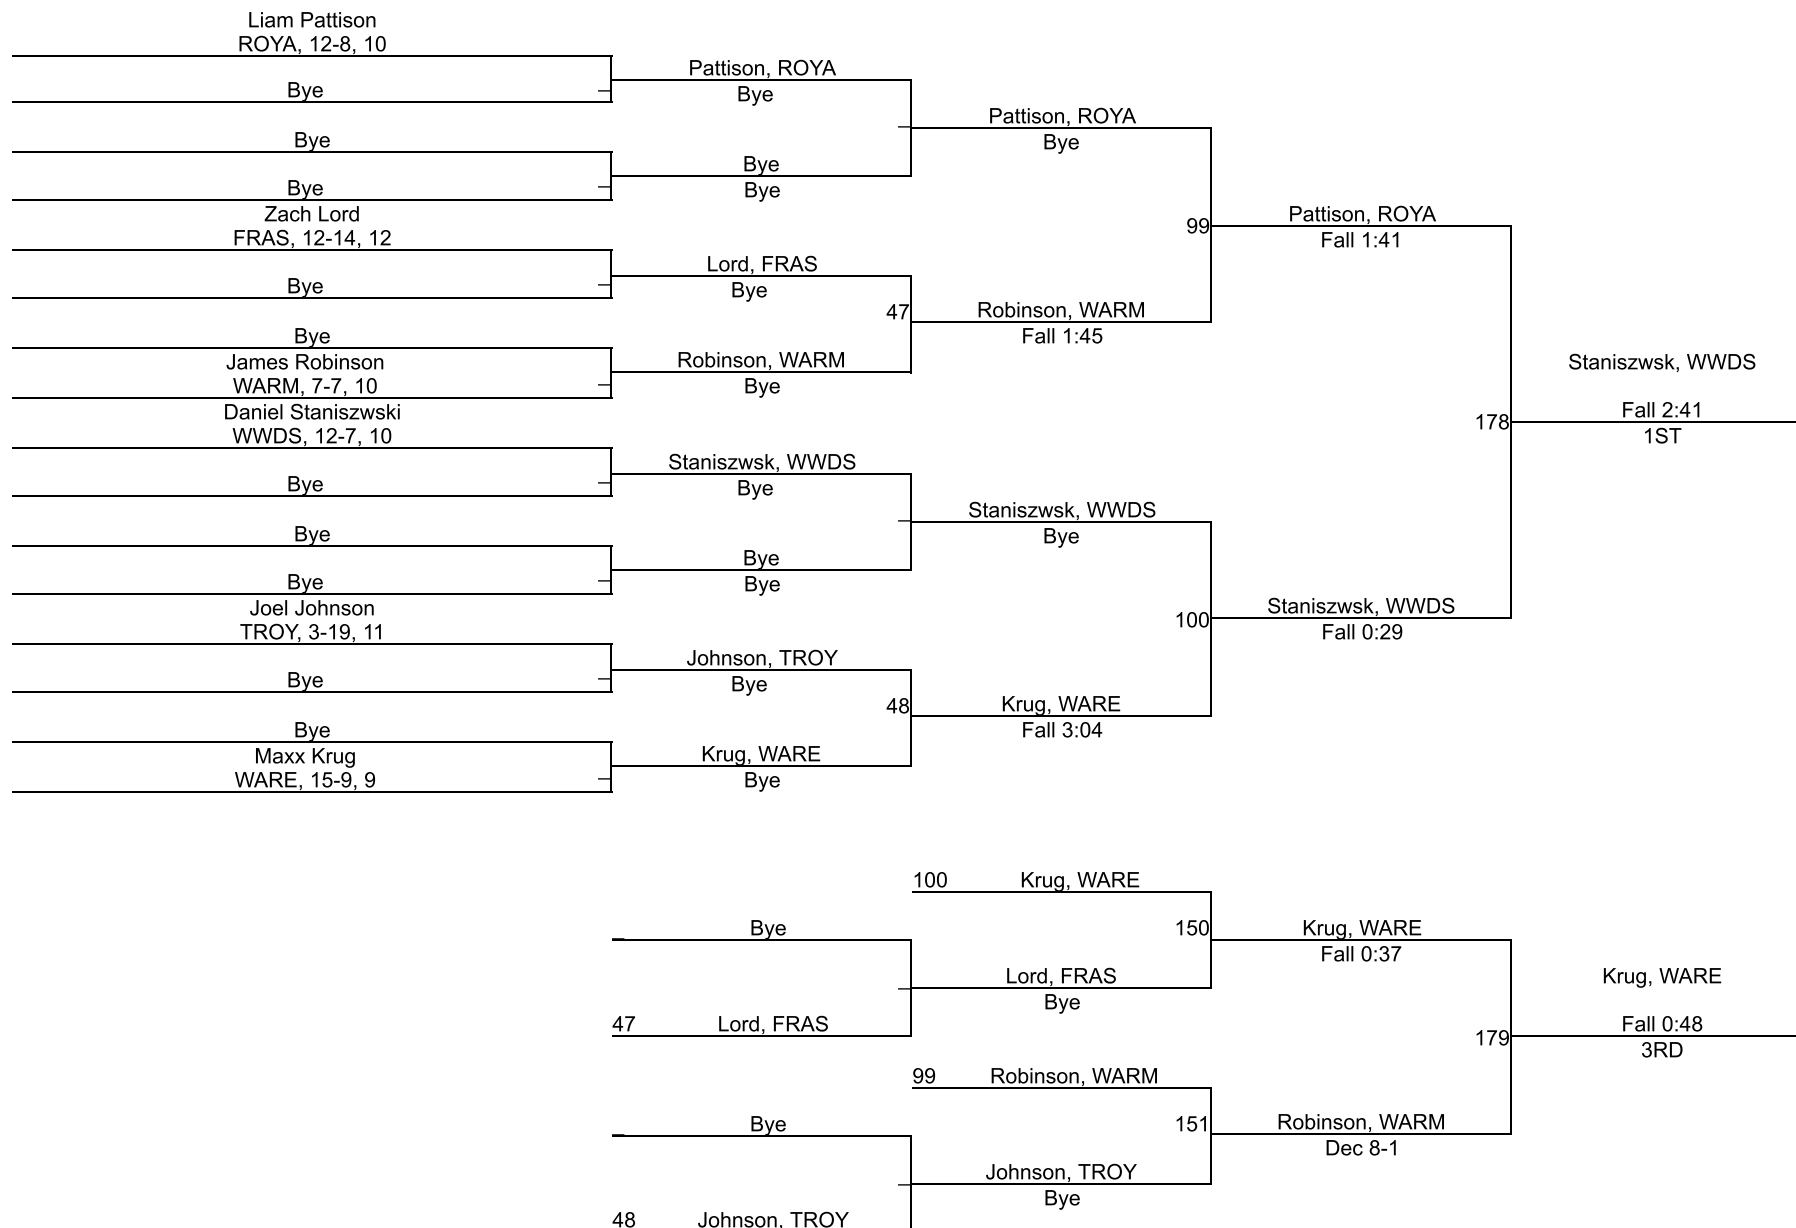 Liam Pattison
ROYA, 12-8, 10
Bye
Bye
Bye
Zach Lord
FRAS, 12-14, 12
Bye
Bye
James Robinson
WARM, 7-7, 10
Daniel Staniszwski
WWDS, 12-7, 10
Bye
Bye
Bye
Joel Johnson
TROY, 3-19, 11
Bye
Bye
Maxx Krug
WARE, 15-9, 9
Pattison, ROYA
Bye
Bye
Bye
Lord, FRAS
Bye
47
Robinson, WARM
Bye
Staniszwsk, WWDS
Bye
Bye
Bye
Johnson, TROY
Bye
48
Krug, WARE
Bye
Pattison, ROYA
Bye
99
Robinson, WARM
Fall 1:45
Staniszwsk, WWDS
Bye
100
Krug, WARE
Fall 3:04
Pattison, ROYA
Fall 1:41
178
Staniszwsk, WWDS
Fall 0:29
Staniszwsk, WWDS
Fall 2:41
1ST
100 Krug, WARE
Bye
150
Lord, FRAS
Bye
47 Lord, FRAS
99 Robinson, WARM
Bye
151
Johnson, TROY
Bye
48 Johnson, TROY
Krug, WARE
Fall 0:37
179
Robinson, WARM
Dec 8-1
Krug, WARE
Fall 0:48
3RD